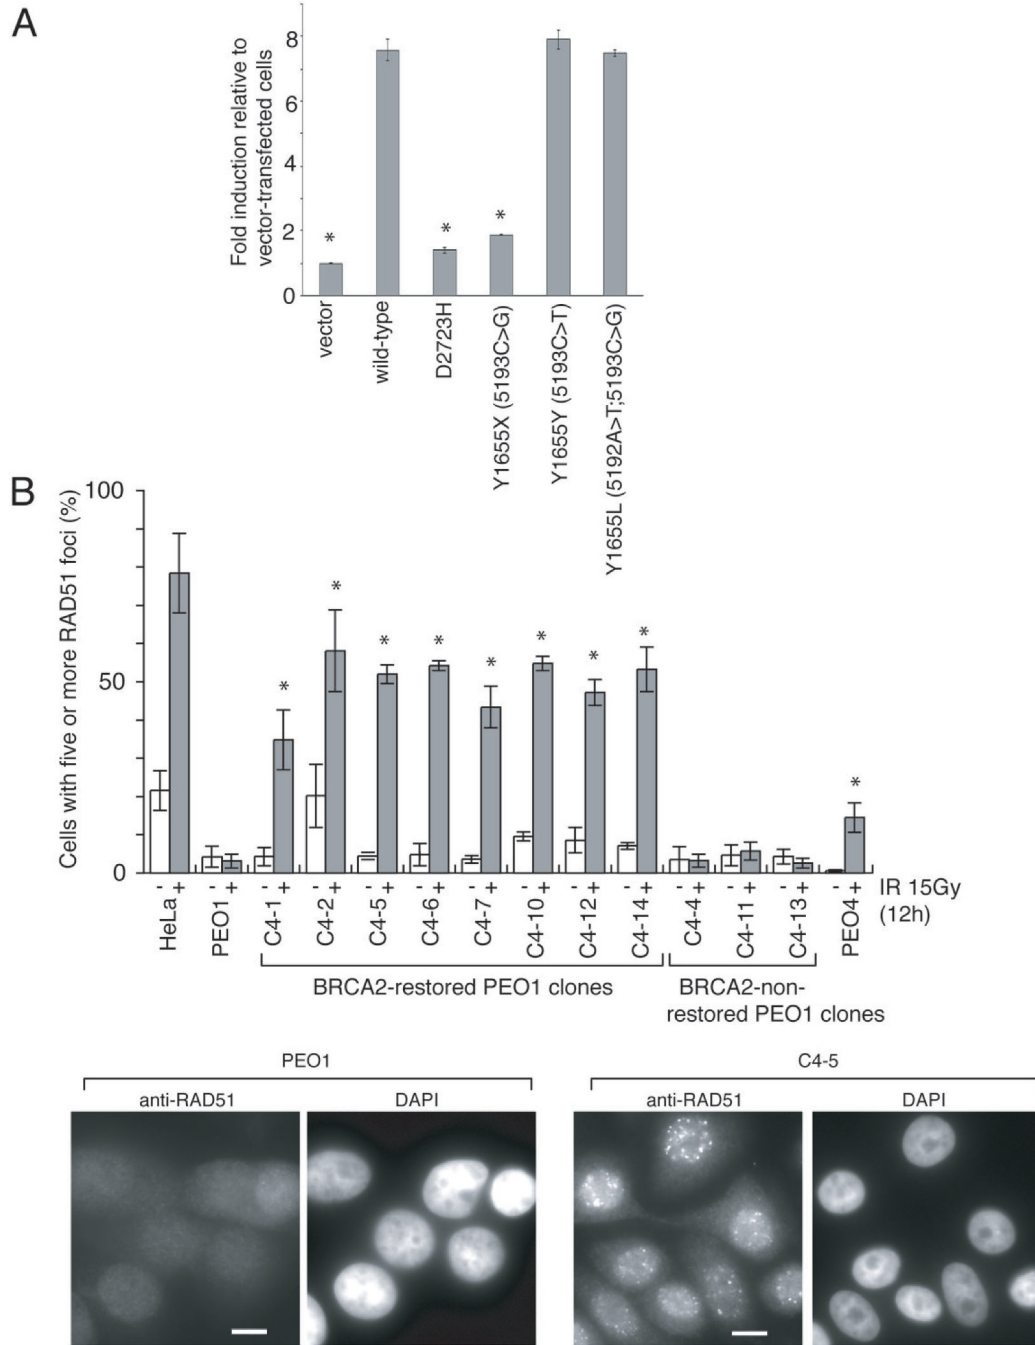 A
Fold induction relative to
vector-transfected cells
8
6
4
2
0
* * *
vector
wild-type
D2723H
Y1655X (5193C>G)
Y1655Y (5193C>T)
Y1655L (5192A>T;5193C>G)
B
Cells with five or more RAD51 foci (%)
100
50
0
* * * * * * * * *
- + - + - + - + - + - + - + - + - + - + - + - + - + - +
IR 15Gy
(12h)
HeLa
PEO1
C4-1
C4-2
C4-5
C4-6
C4-7
C4-10
C4-12
C4-14
C4-4
C4-11
C4-13
PEO4
BRCA2-restored PEO1 clones
BRCA2-non-
restored PEO1 clones
PEO1
C4-5
anti-RAD51
DAPI
anti-RAD51
DAPI